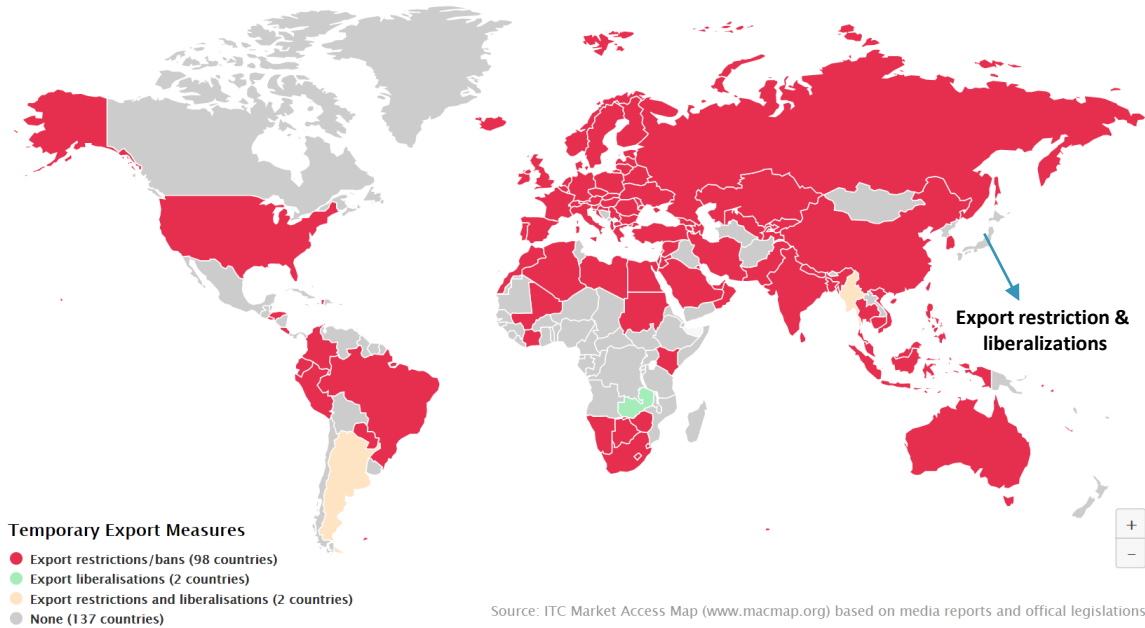 Export restriction &
liberalizations
Temporary Export Measures
Export restrictions/bans (98 countries)
Export liberalisations (2 countries)
Export restrictions and liberalisations (2 countries)
None (137 countries)
Source: ITC Market Access Map (www.macmap.org) based on media reports and offical legislations
+
−